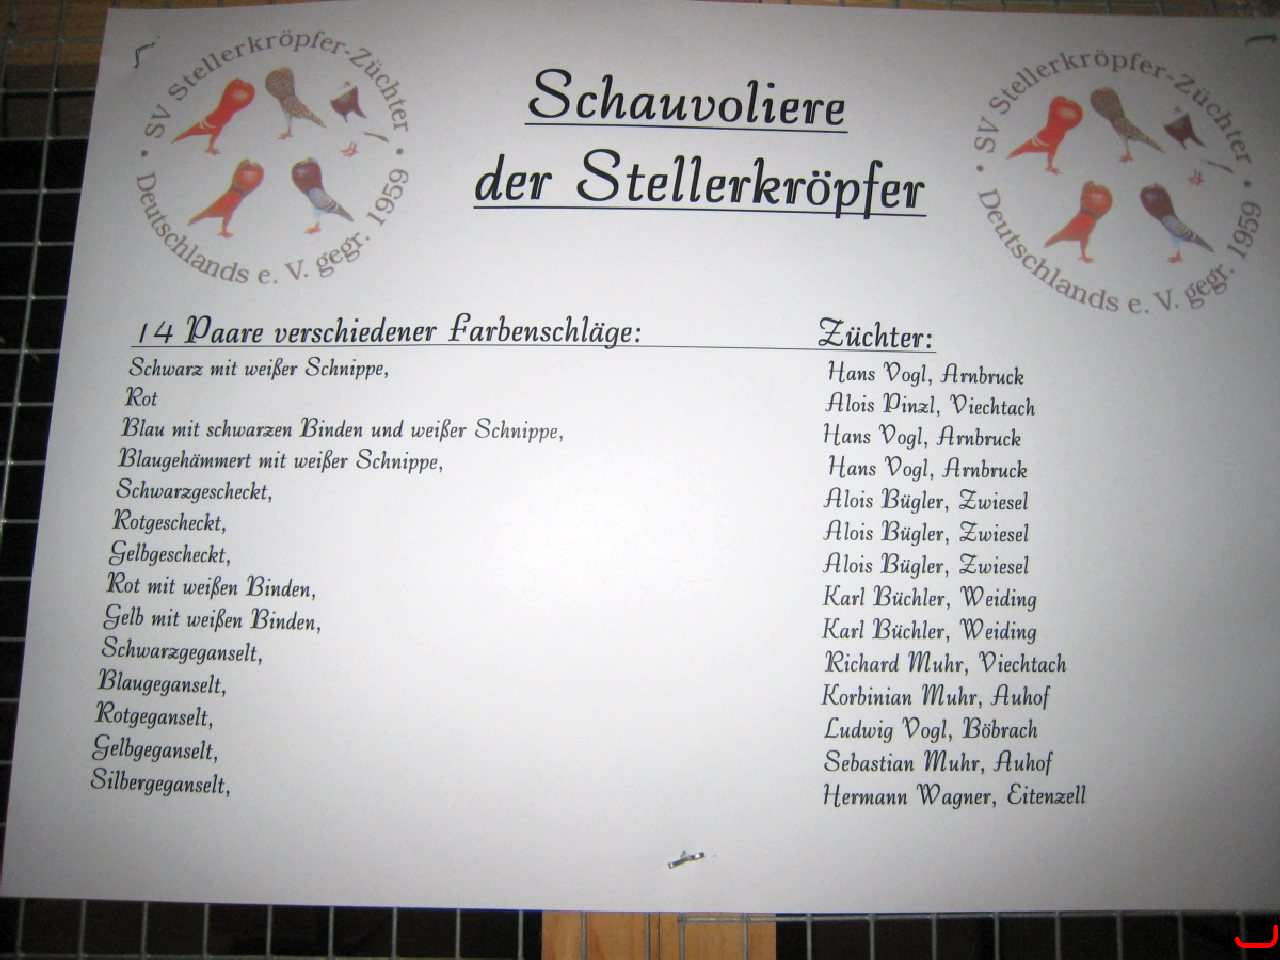 SV Stellerkröpfer-Züchter
• Deutschlands e. V. gegr. 1959 •
Schauvoliere
der Stellerkröpfer
SV Stellerkröpfer-Züchter
• Deutschlands e. V. gegr. 1959 •
14 Paare verschiedener Farbenschläge: Züchter:
Schwarz mit weißer Schnippe, Hans Vogl, Arnbruck
Rot Alois Pinzl, Viechtach
Blau mit schwarzen Binden und weißer Schnippe, Hans Vogl, Arnbruck
Blaugehämmert mit weißer Schnippe, Hans Vogl, Arnbruck
Schwarzgescheckt, Alois Bügler, Zwiesel
Rotgescheckt, Alois Bügler, Zwiesel
Gelbgescheckt, Alois Bügler, Zwiesel
Rot mit weißen Binden, Karl Büchler, Weiding
Gelb mit weißen Binden, Karl Büchler, Weiding
Schwarzgeganselt, Richard Muhr, Viechtach
Blaugeganselt, Korbinian Muhr, Auhof
Rotgeganselt, Ludwig Vogl, Böbrach
Gelbgeganselt, Sebastian Muhr, Auhof
Silbergeganselt, Hermann Wagner, Eitenzell